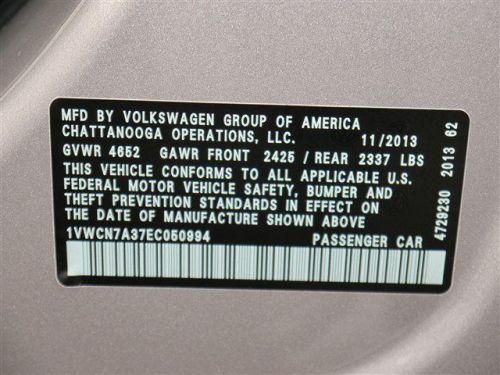 MFD BY VOLKSWAGEN GROUP OF AMERICA
CHATTANOOGA OPERATIONS, LLC. 11/2013
GVWR 4652 GAWR FRONT 2425 / REAR 2337 LBS
THIS VEHICLE CONFORMS TO ALL APPLICABLE U.S.
FEDERAL MOTOR VEHICLE SAFETY, BUMPER AND
THEFT PREVENTION STANDARDS IN EFFECT ON
THE DATE OF MANUFACTURE SHOWN ABOVE
1VWCN7A37EC050994 PASSENGER CAR
4729230 2013 62